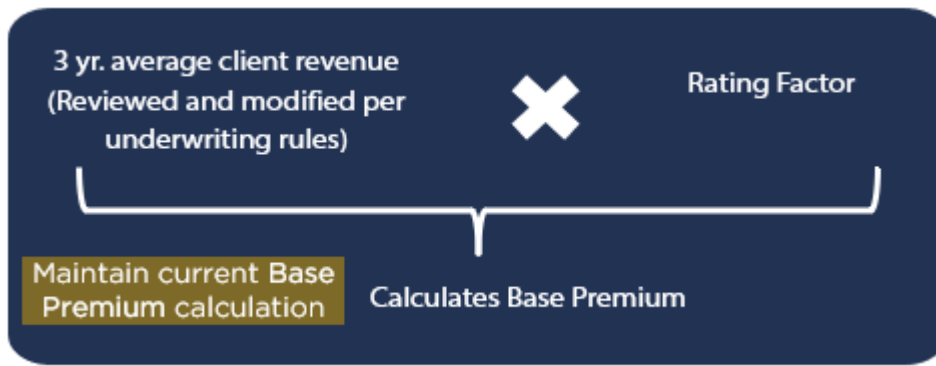 3 yr. average client revenue
(Reviewed and modified per
underwriting rules)
Rating Factor
Maintain current Base
Premium calculation
Calculates Base Premium